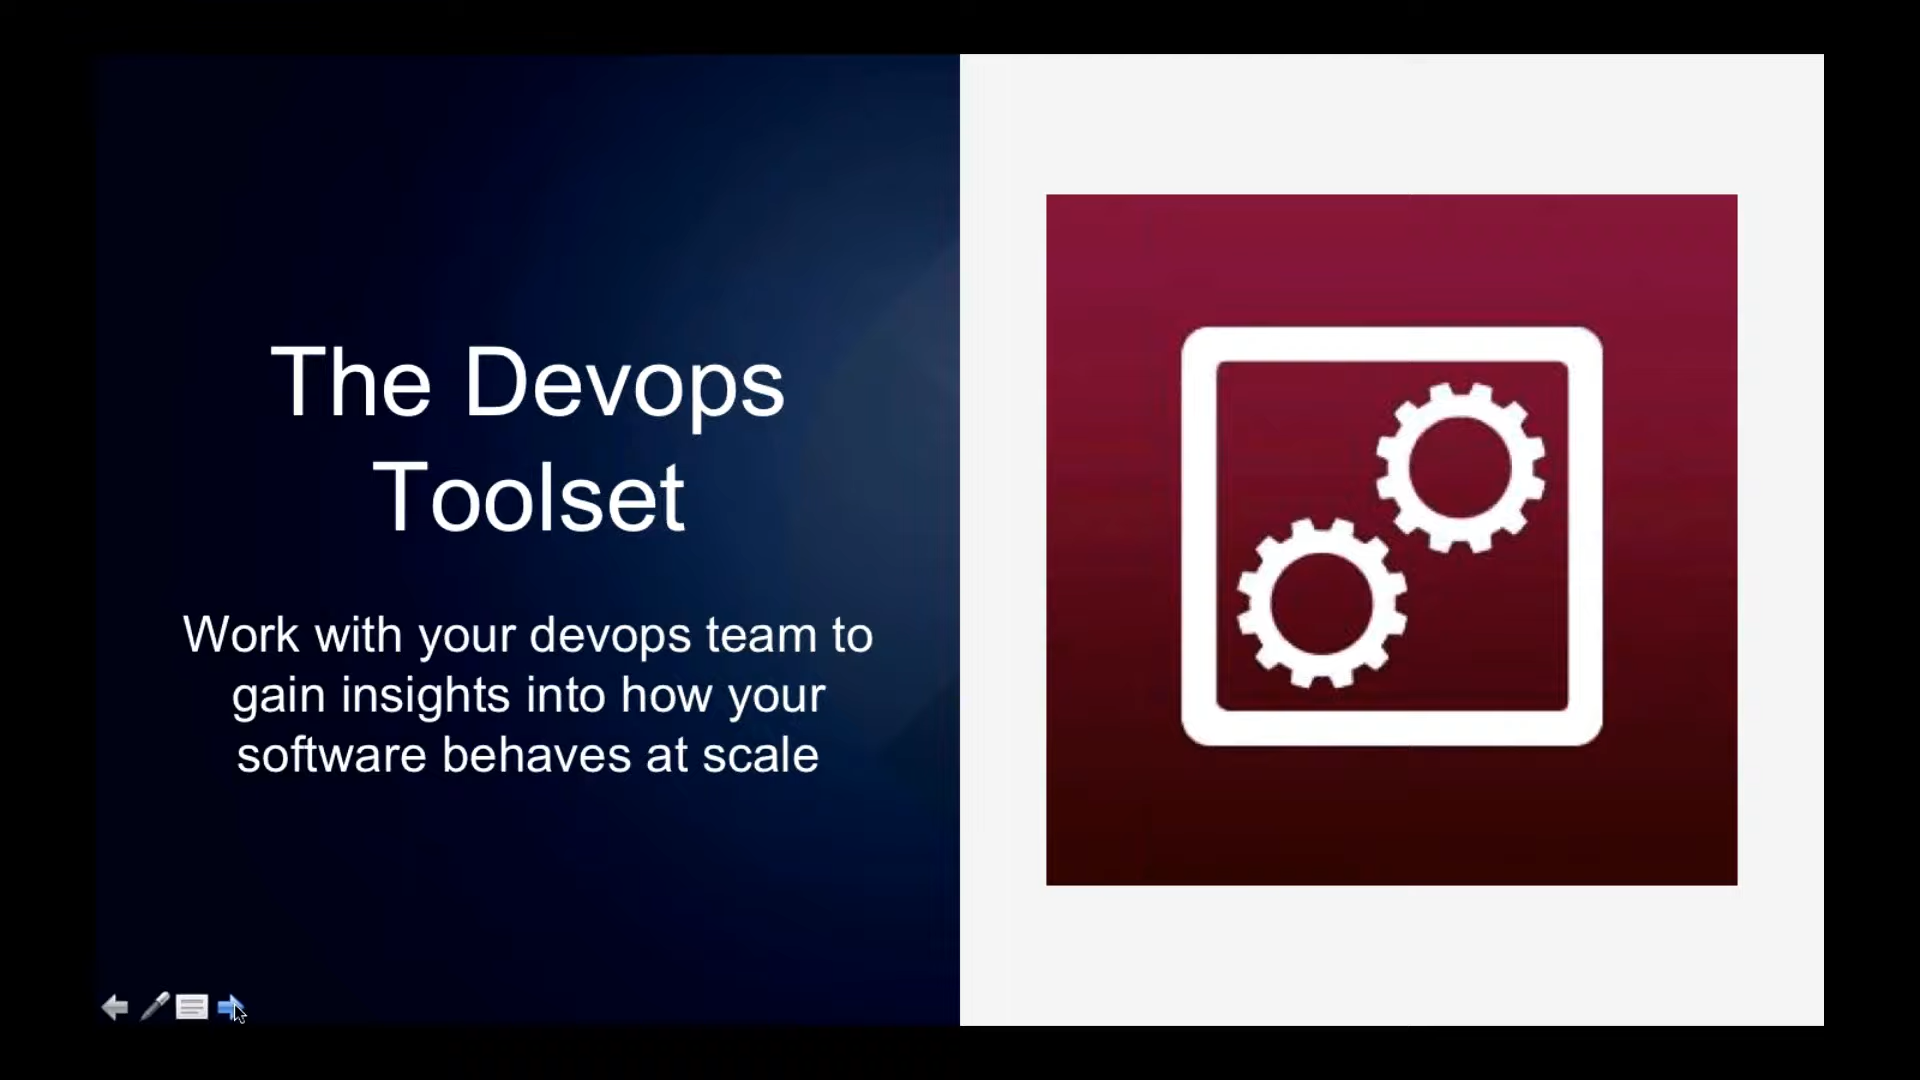 The Devops
Toolset
Work with your devops team to
gain insights into how your
software behaves at scale